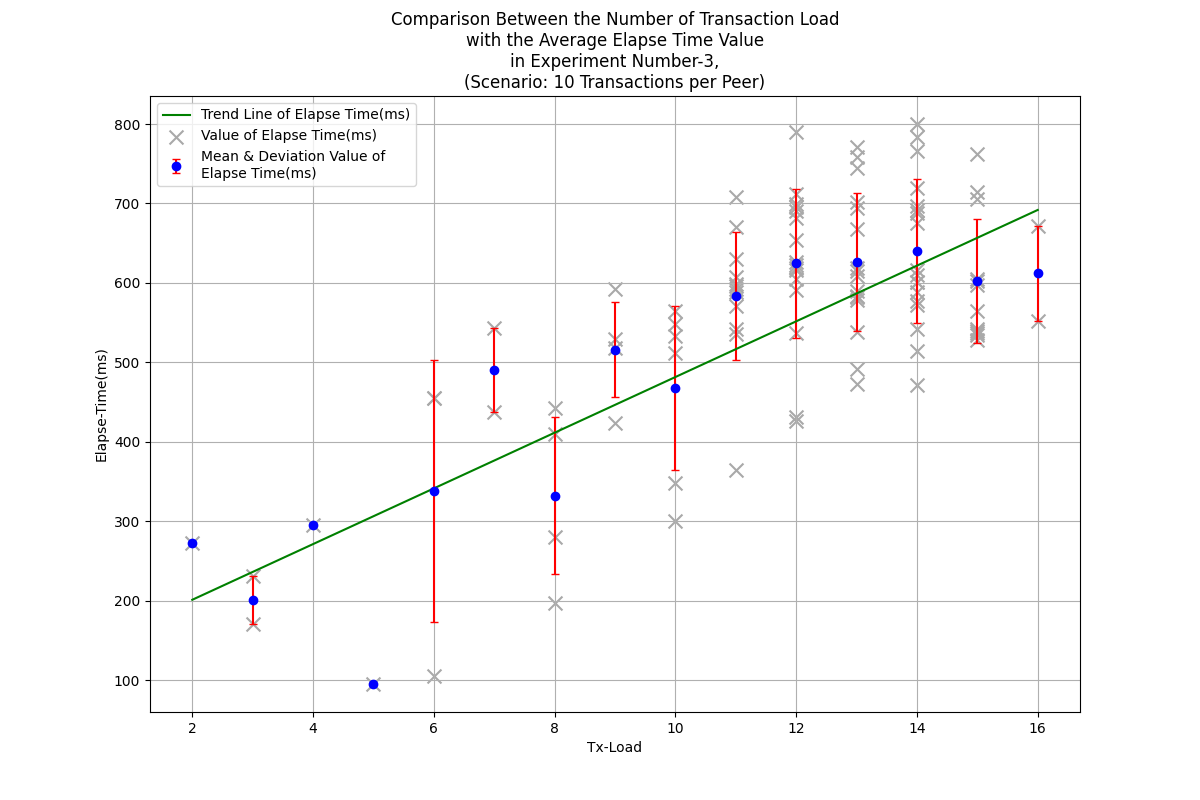 Comparison Between the Number of Transaction Load
with the Average Elapse Time Value
in Experiment Number-3,
(Scenario: 10 Transactions per Peer)
Trend Line of Elapse Time(ms)
Value of Elapse Time(ms)
Mean & Deviation Value of
Elapse Time(ms)
800
700
600
500
400
300
200
100
Elapse-Time(ms)
2 4 6 8 10 12 14 16
Tx-Load